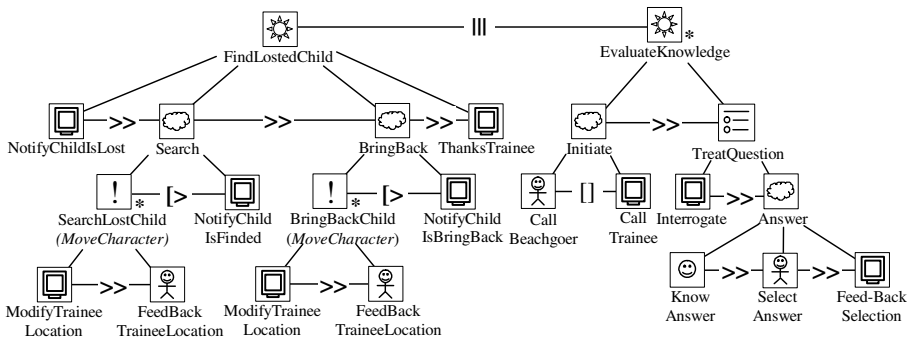 |||
*
FindLostedChild
EvaluateKnowledge
>> >> >> >>
NotifyChildIsLost
Search
BringBack
ThanksTrainee
Initiate
TreatQuestion
! * [> ! * [> [] >>
SearchLostChild
(MoveCharacter)
NotifyChild
IsFinded
BringBackChild
(MoveCharacter)
NotifyChild
IsBringBack
Call
Beachgoer
Call
Trainee
Interrogate
Answer
>> >> >> >>
ModifyTrainee
Location
FeedBack
TraineeLocation
ModifyTrainee
Location
FeedBack
TraineeLocation
Know
Answer
Select
Answer
Feed-Back
Selection